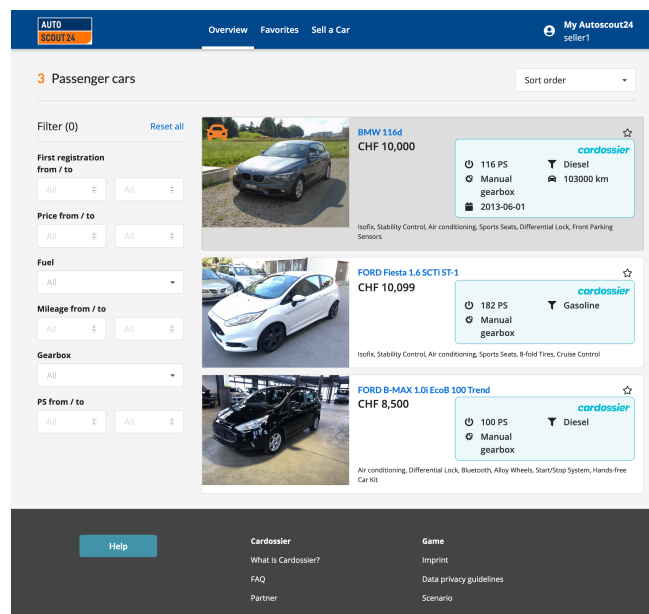 AUTO
SCOUT 24
Overview Favorites Sell a Car
My Autoscout24
seller1
3 Passenger cars
Sort order
Filter (0) Reset all
First registration
from / to
All All
Price from / to
All All
Fuel
All
Mileage from / to
All All
Gearbox
All
PS from / to
All All
BMW 116d
CHF 10,000
cardossier
116 PS Diesel
Manual 103000 km
gearbox
2013-06-01
Isofix, Stability Control, Air conditioning, Sports Seats, Differential Lock, Front Parking
Sensors
FORD Fiesta 1.6 SCTi ST-1
CHF 10,099
cardossier
182 PS Gasoline
Manual
gearbox
Isofix, Stability Control, Air conditioning, Sports Seats, 8-fold Tires, Cruise Control
FORD B-MAX 1.0i EcoB 100 Trend
CHF 8,500
cardossier
100 PS Diesel
Manual
gearbox
Air conditioning, Differential Lock, Bluetooth, Alloy Wheels, Start/Stop System, Hands-free
Car Kit
Help
Cardossier
What is Cardossier?
FAQ
Partner
Game
Imprint
Data privacy guidelines
Scenario